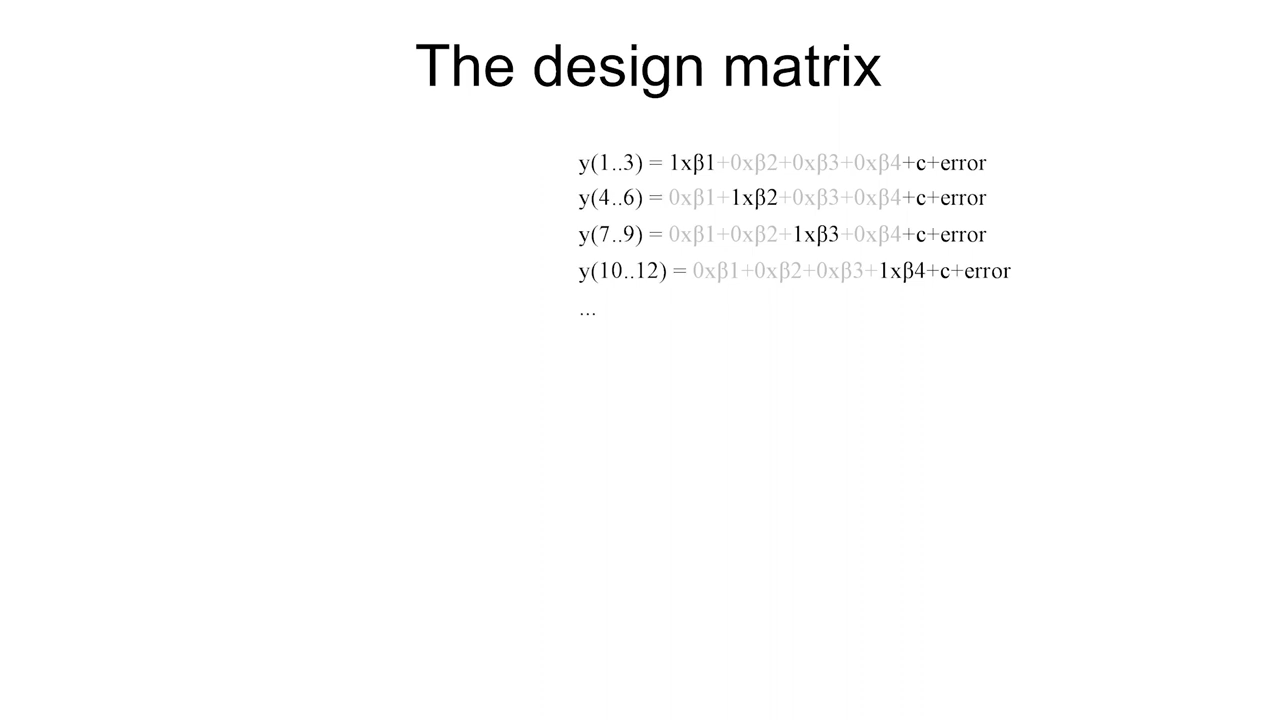 The design matrix
y(1..3) = 1xβ1+0xβ2+0xβ3+0xβ4+c+error
y(4..6) = 0xβ1+1xβ2+0xβ3+0xβ4+c+error
y(7..9) = 0xβ1+0xβ2+1xβ3+0xβ4+c+error
y(10..12) = 0xβ1+0xβ2+0xβ3+1xβ4+c+error
...